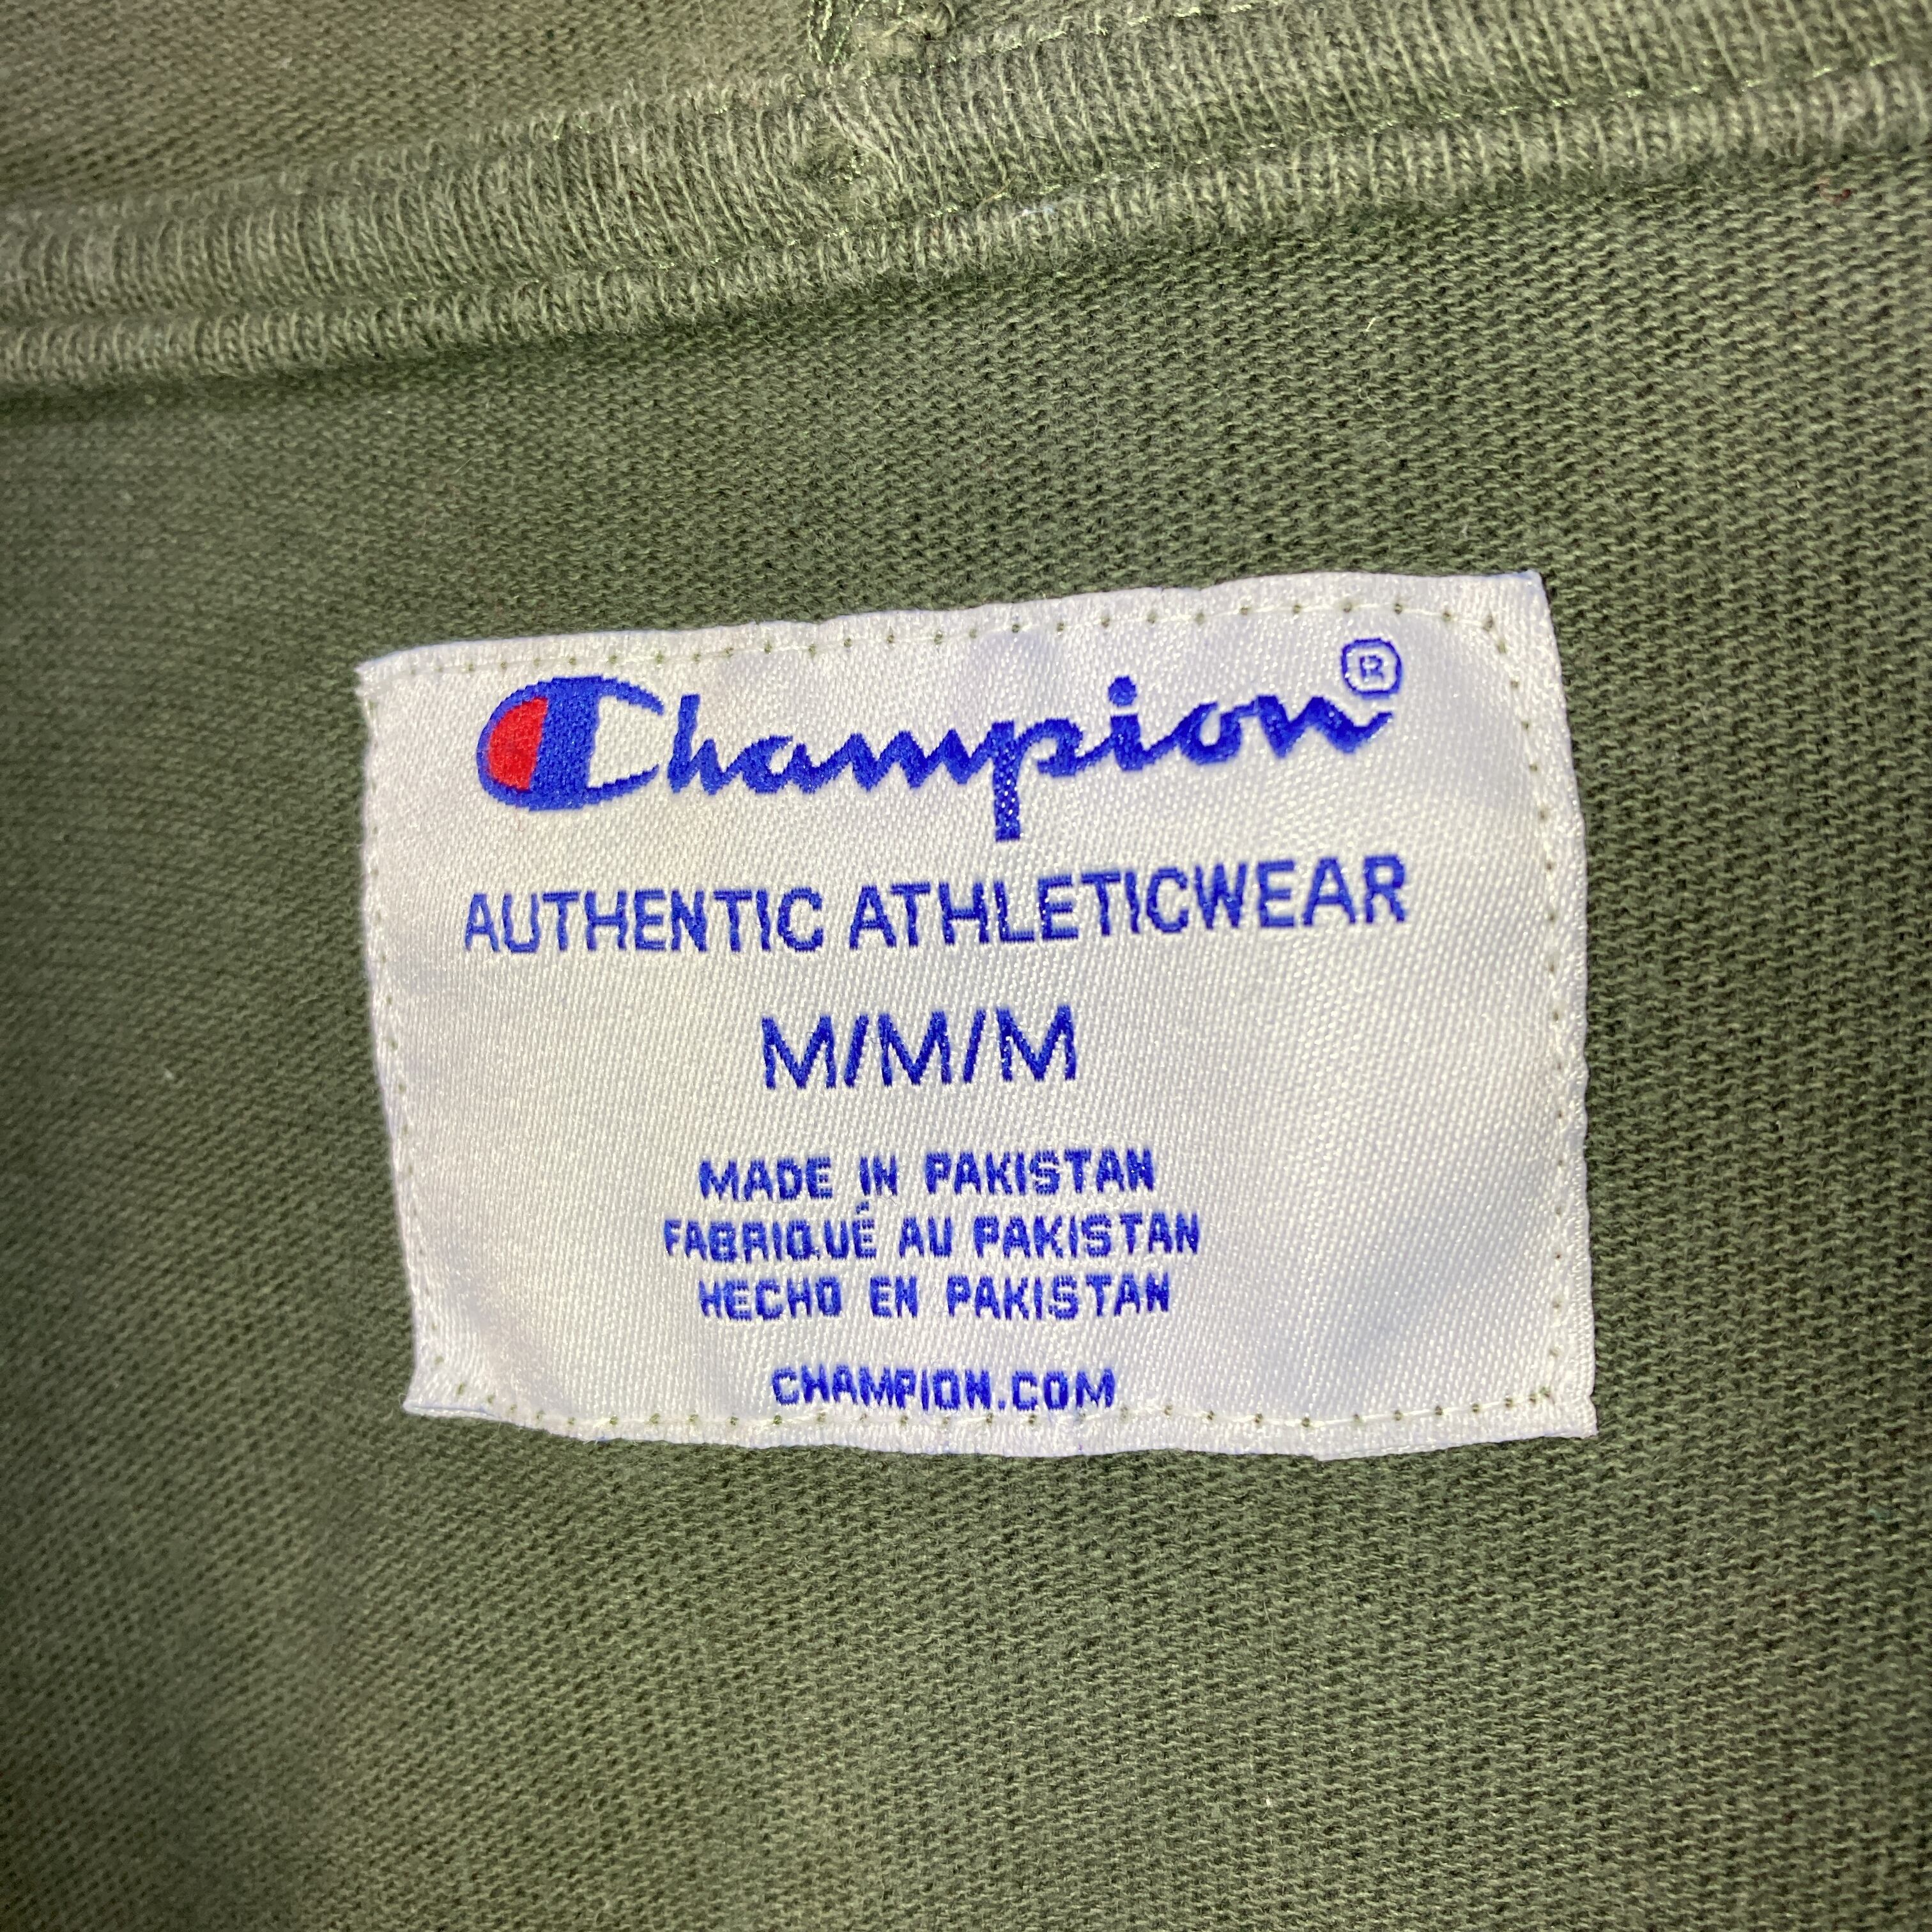 Champion®
AUTHENTIC ATHLETICWEAR
M/M/M
MADE IN PAKISTAN
FABRIQUÉ AU PAKISTAN
HECHO EN PAKISTAN
CHAMPION.COM